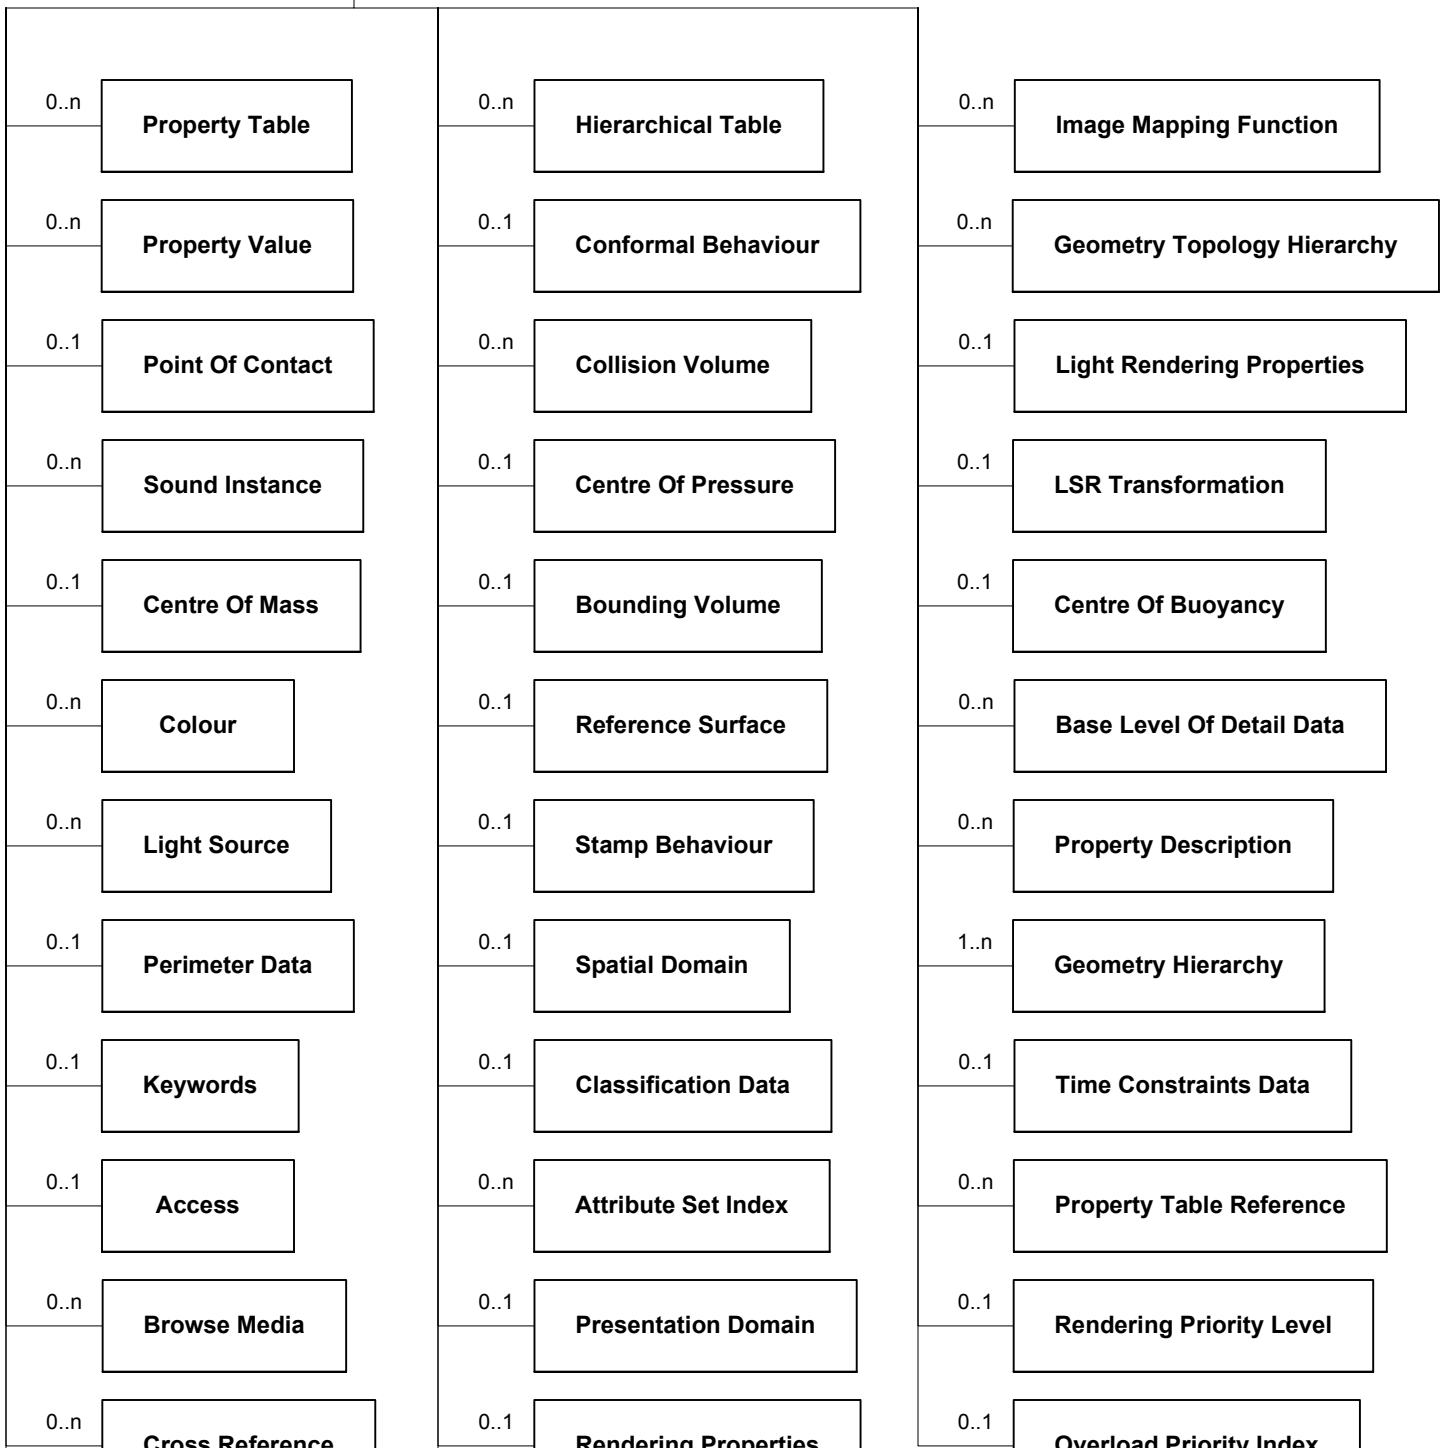 0..n
Property Table
0..n
Hierarchical Table
0..n
Image Mapping Function
0..n
Property Value
0..1
Conformal Behaviour
0..n
Geometry Topology Hierarchy
0..1
Point Of Contact
0..n
Collision Volume
0..1
Light Rendering Properties
0..n
Sound Instance
0..1
Centre Of Pressure
0..1
LSR Transformation
0..1
Centre Of Mass
0..1
Bounding Volume
0..1
Centre Of Buoyancy
0..n
Colour
0..1
Reference Surface
0..n
Base Level Of Detail Data
0..n
Light Source
0..1
Stamp Behaviour
0..n
Property Description
0..1
Perimeter Data
0..1
Spatial Domain
1..n
Geometry Hierarchy
0..1
Keywords
0..1
Classification Data
0..1
Time Constraints Data
0..1
Access
0..n
Attribute Set Index
0..n
Property Table Reference
0..n
Browse Media
0..1
Presentation Domain
0..1
Rendering Priority Level
0..n
Cross Reference
0..1
Rendering Properties
0..1
Overload Priority Index